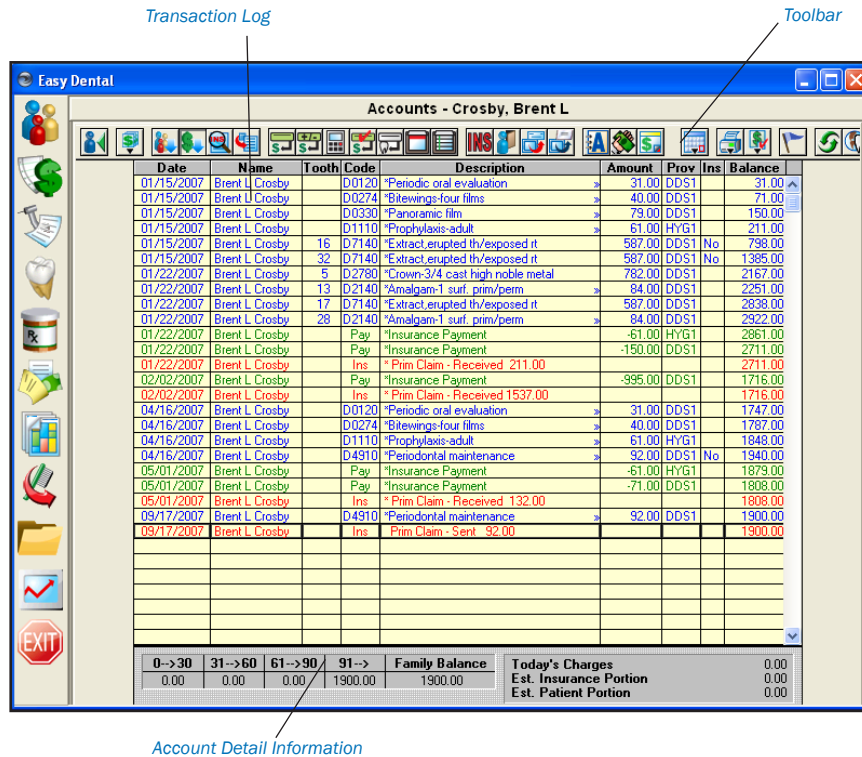 Transaction Log
Toolbar
Easy Dental
Accounts - Crosby, Brent L
INS
A
Date Name Tooth Code Description Amount Prov Ins Balance
01/15/2007 Brent L Crosby D0120 *Periodic oral evaluation » 31.00 DDS1 31.00
01/15/2007 Brent L Crosby D0274 *Bitewings-four films » 40.00 DDS1 71.00
01/15/2007 Brent L Crosby D0330 *Panoramic film » 79.00 DDS1 150.00
01/15/2007 Brent L Crosby D1110 *Prophylaxis-adult » 61.00 HYG1 211.00
01/15/2007 Brent L Crosby 16 D7140 *Extract,erupted th/exposed rt 587.00 DDS1 No 798.00
01/15/2007 Brent L Crosby 32 D7140 *Extract,erupted th/exposed rt 587.00 DDS1 No 1385.00
01/22/2007 Brent L Crosby 5 D2780 *Crown-3/4 cast high noble metal 782.00 DDS1 2167.00
01/22/2007 Brent L Crosby 13 D2140 *Amalgam-1 surf. prim/perm » 84.00 DDS1 2251.00
01/22/2007 Brent L Crosby 17 D7140 *Extract,erupted th/exposed rt 587.00 DDS1 2838.00
01/22/2007 Brent L Crosby 28 D2140 *Amalgam-1 surf. prim/perm » 84.00 DDS1 2922.00
01/22/2007 Brent L Crosby Pay *Insurance Payment -61.00 HYG1 2861.00
01/22/2007 Brent L Crosby Pay *Insurance Payment -150.00 DDS1 2711.00
01/22/2007 Brent L Crosby Ins * Prim Claim - Received 211.00 2711.00
02/02/2007 Brent L Crosby Pay *Insurance Payment -995.00 DDS1 1716.00
02/02/2007 Brent L Crosby Ins * Prim Claim - Received 1537.00 1716.00
04/16/2007 Brent L Crosby D0120 *Periodic oral evaluation » 31.00 DDS1 1747.00
04/16/2007 Brent L Crosby D0274 *Bitewings-four films » 40.00 DDS1 1787.00
04/16/2007 Brent L Crosby D1110 *Prophylaxis-adult » 61.00 HYG1 1848.00
04/16/2007 Brent L Crosby D4910 *Periodontal maintenance » 92.00 DDS1 No 1940.00
05/01/2007 Brent L Crosby Pay *Insurance Payment -61.00 HYG1 1879.00
05/01/2007 Brent L Crosby Pay *Insurance Payment -71.00 DDS1 1808.00
05/01/2007 Brent L Crosby Ins * Prim Claim - Received 132.00 1808.00
09/17/2007 Brent L Crosby D4910 *Periodontal maintenance » 92.00 DDS1 1900.00
09/17/2007 Brent L Crosby Ins Prim Claim - Sent 92.00 1900.00
Rx
EXIT
0-->30 31-->60 61-->90 91--> Family Balance
0.00 0.00 0.00 1900.00 1900.00
Today's Charges 0.00
Est. Insurance Portion 0.00
Est. Patient Portion 0.00
Account Detail Information